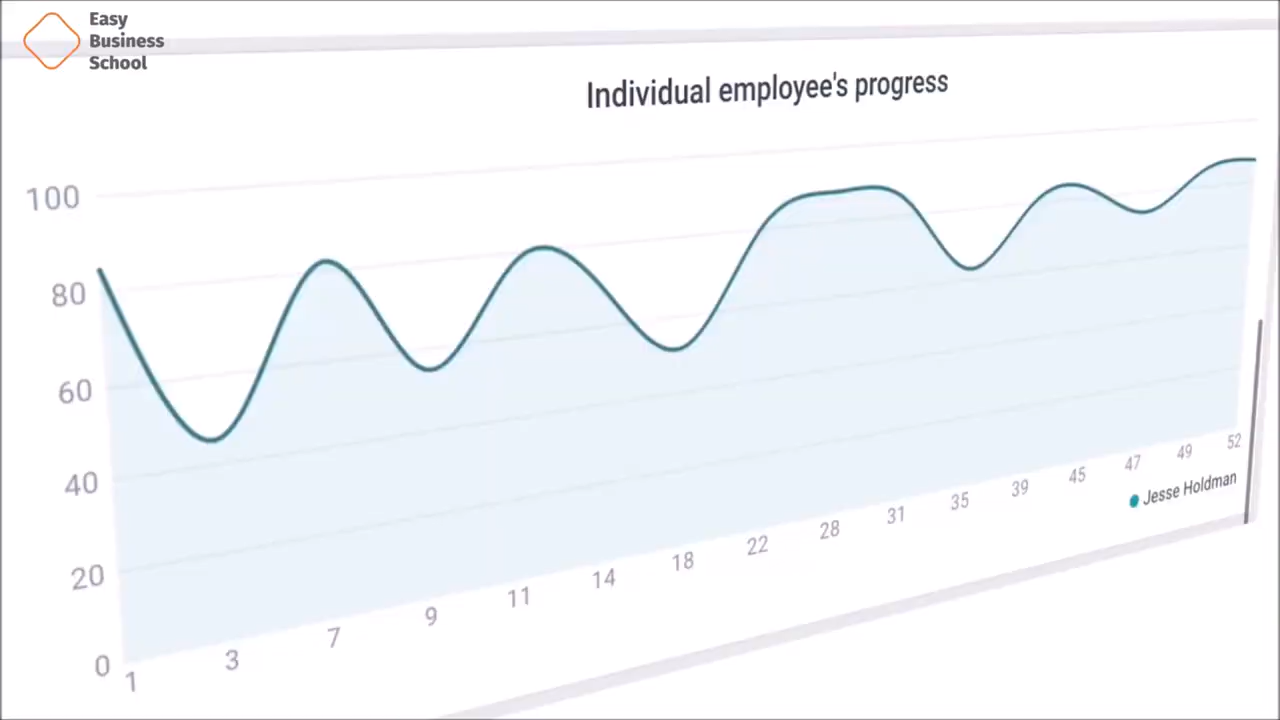 Easy
Business
School
Individual employee's progress
100
80
60
40
20
0
1 3 7 9 11 14 18 22 28 31 35 39 45 47 49 52
Jesse Holdman